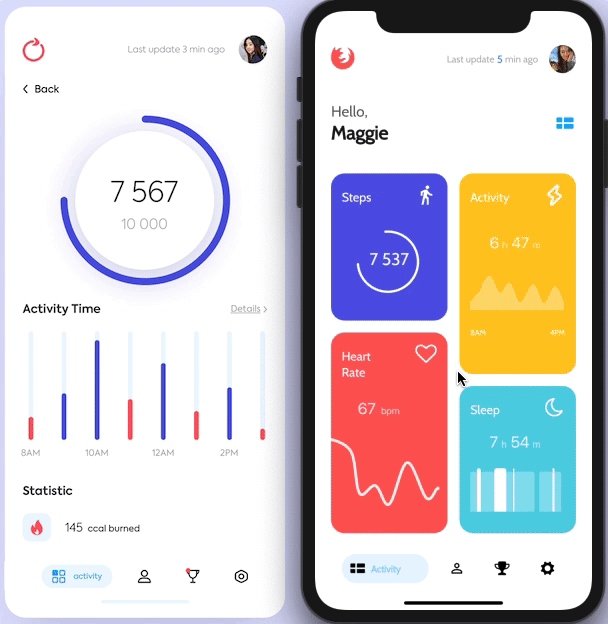 Last update 3 min ago
Back
7 567
10 000
Activity Time
Details
8AM 10AM 12AM 2PM
Statistic
145 ccal burned
activity
Last update 5 min ago
Hello,
Maggie
Steps
7 537
Activity
6 h 47 m
8AM 4PM
Heart
Rate
67 bpm
Sleep
7 h 54 m
Activity